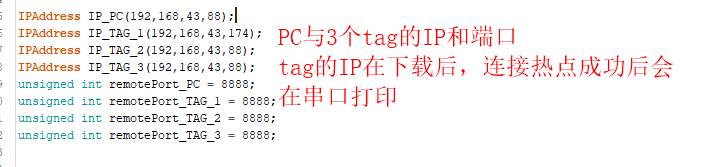 IPAddress IP_PC(192,168,43,88);
IPAddress IP_TAG_1(192,168,43,174);
IPAddress IP_TAG_2(192,168,43,88);
IPAddress IP_TAG_3(192,168,43,88);
unsigned int remotePort_PC = 8888;
unsigned int remotePort_TAG_1 = 8888;
unsigned int remotePort_TAG_2 = 8888;
unsigned int remotePort_TAG_3 = 8888;
PC与3个tag的IP和端口
tag的IP在下载后，连接热点成功后会
在串口打印